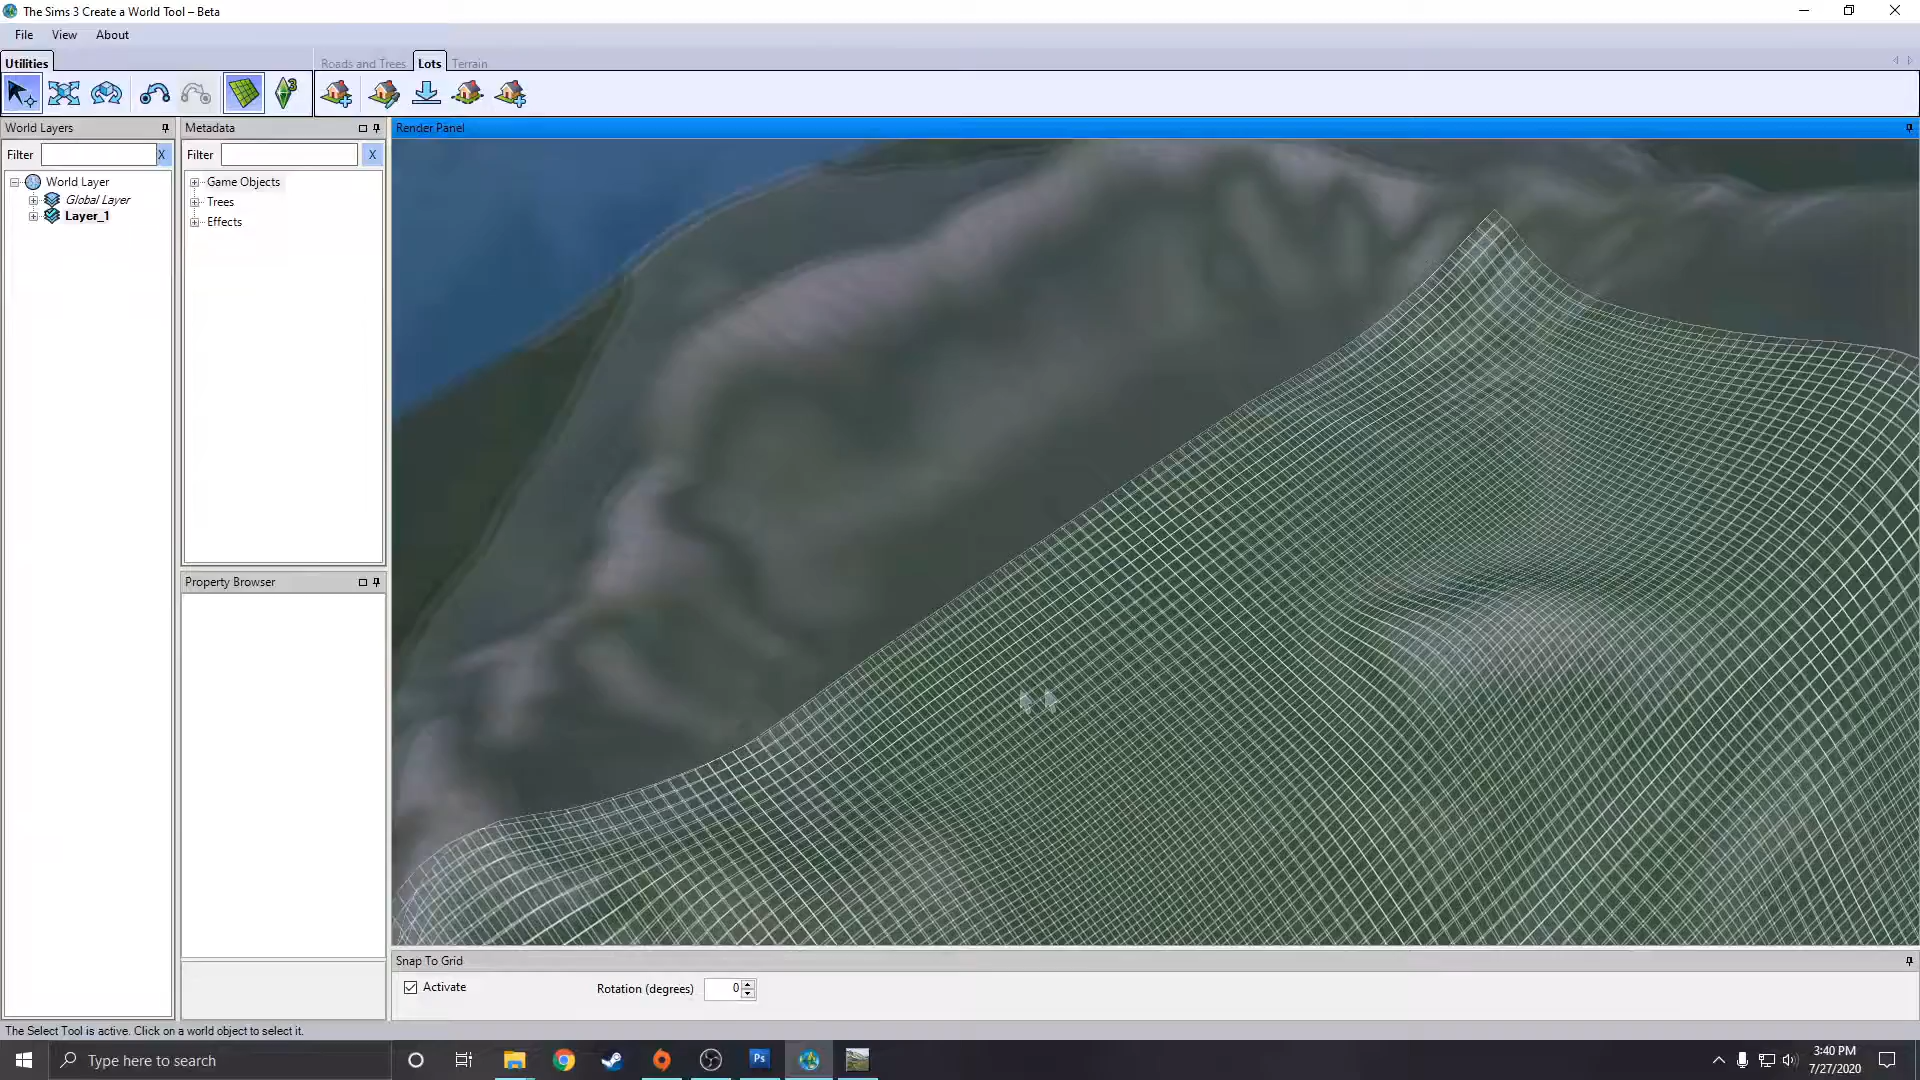 The Sims 3 Create a World Tool – Beta
File View About
Utilities Roads and Trees Lots Terrain
World Layers Metadata Render Panel
Filter X Filter X
World Layer
Global Layer
Layer_1
Game Objects
Trees
Effects
Property Browser
Snap To Grid
Activate Rotation (degrees) 0
The Select Tool is active. Click on a world object to select it.
Type here to search
Ps
3:40 PM
7/27/2020